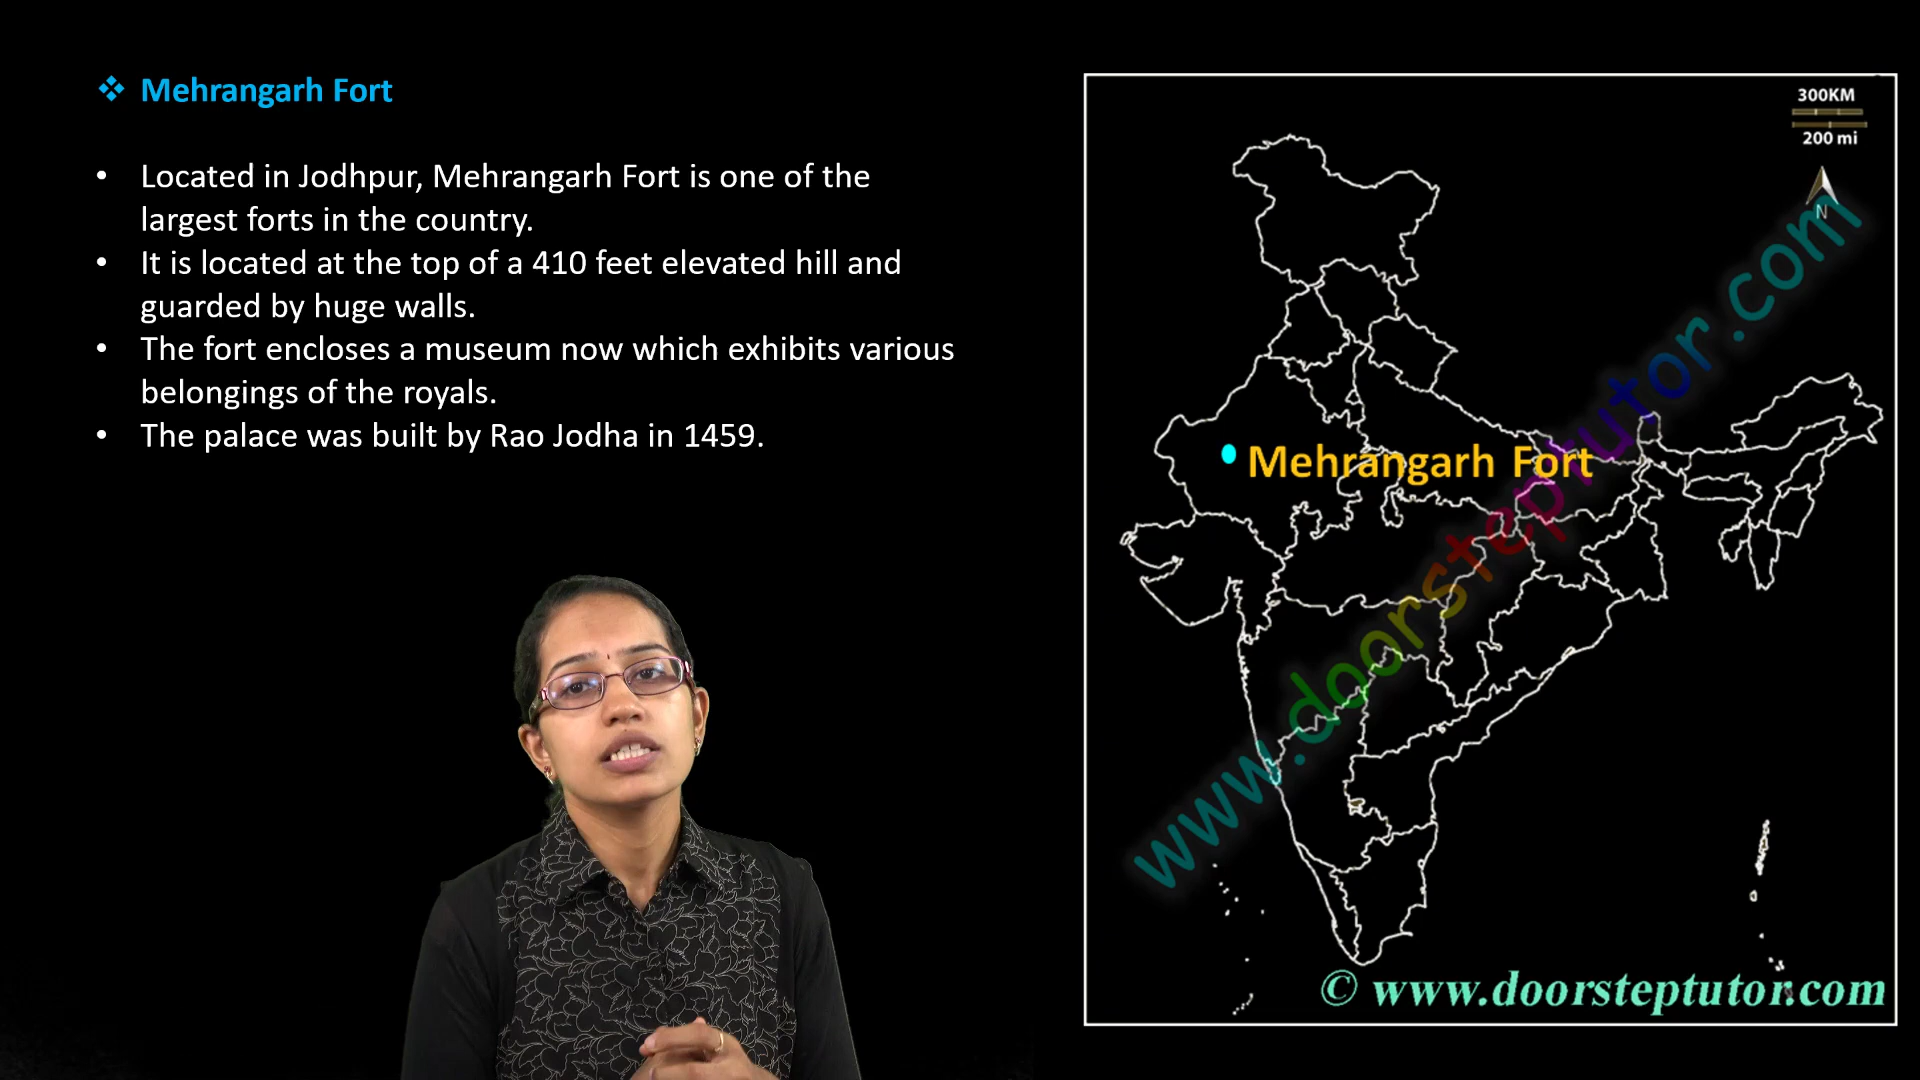 ❖ Mehrangarh Fort
• Located in Jodhpur, Mehrangarh Fort is one of the
largest forts in the country.
• It is located at the top of a 410 feet elevated hill and
guarded by huge walls.
• The fort encloses a museum now which exhibits various
belongings of the royals.
• The palace was built by Rao Jodha in 1459.
300KM
200 mi
N
Mehrangarh Fort
www.doorsteptutor.com
© www.doorsteptutor.com